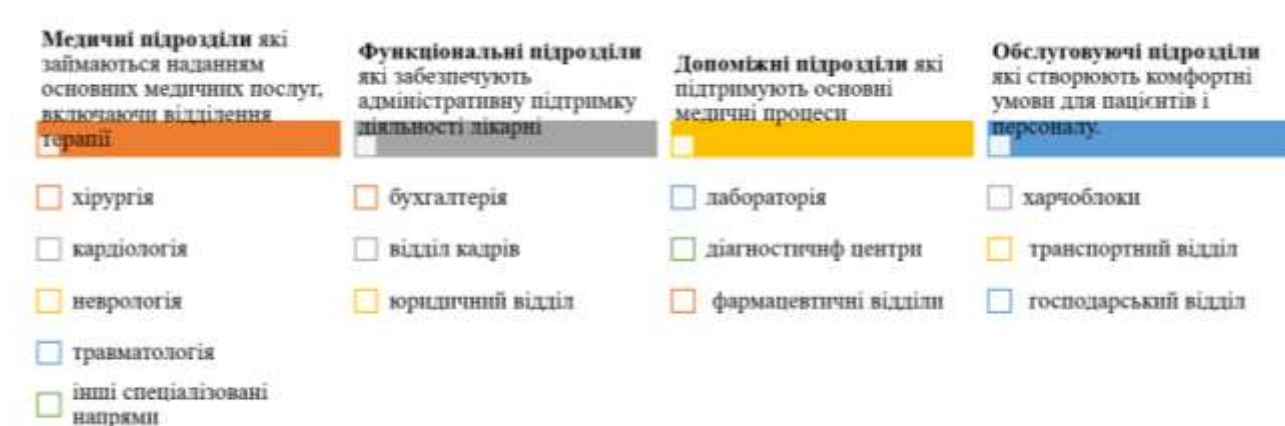 Медичні підрозділи які
займаються наданням
основних медичних послуг,
включаючи відділення
терапії
хірургія
кардіологія
неврологія
травматологія
інші спеціалізовані
напрями
Функціональні підрозділи
які забезпечують
адміністративну підтримку
діяльності лікарні
бухгалтерія
відділ кадрів
юридичний відділ
Допоміжні підрозділи які
підтримують основні
медичні процеси
лабораторія
діагностичнф центри
фармацевтичні відділи
Обслуговуючі підрозділи
які створюють комфортні
умови для пацієнтів і
персоналу.
харчоблоки
транспортний відділ
господарський відділ